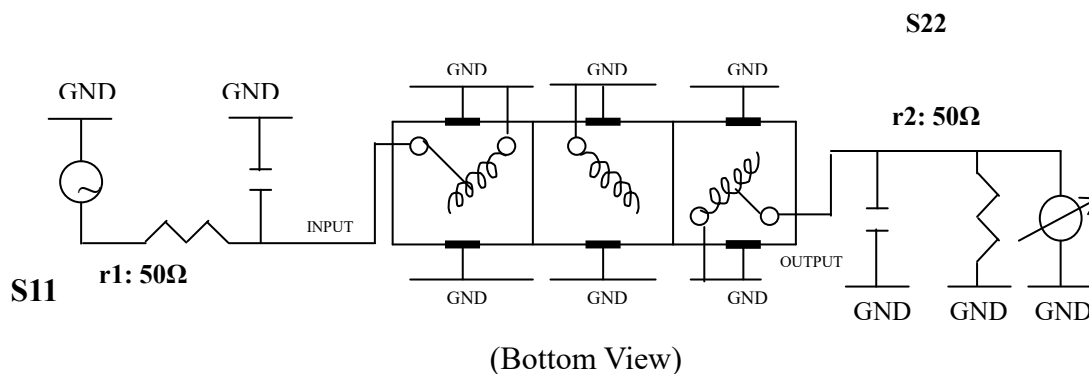 S22
GND GND GND
GND GND r2: 50Ω
INPUT
OUTPUT
r1: 50Ω
S11
GND GND GND GND GND GND
(Bottom View)